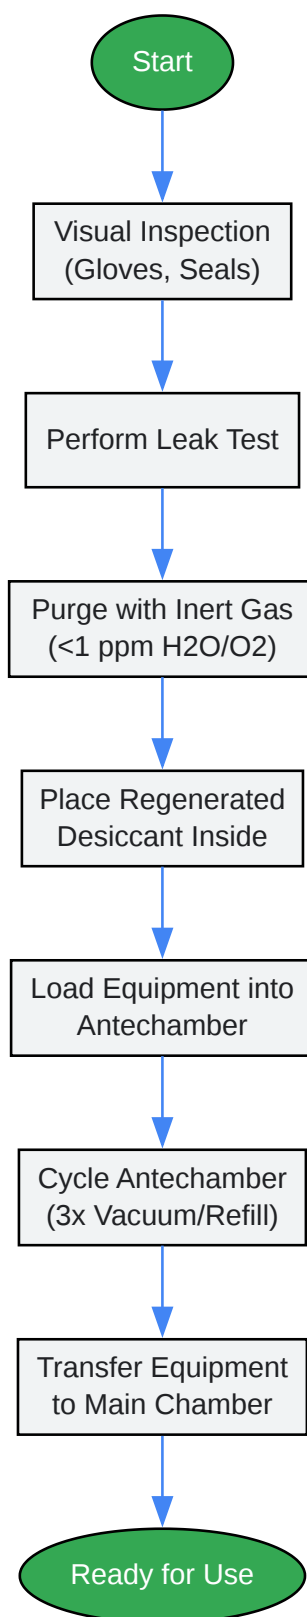 Start
Visual Inspection
(Gloves, Seals)
Perform Leak Test
Purge with Inert Gas
(<1 ppm H2O/O2)
Place Regenerated
Desiccant Inside
Load Equipment into
Antechamber
Cycle Antechamber
(3x Vacuum/Refill)
Transfer Equipment
to Main Chamber
Ready for Use